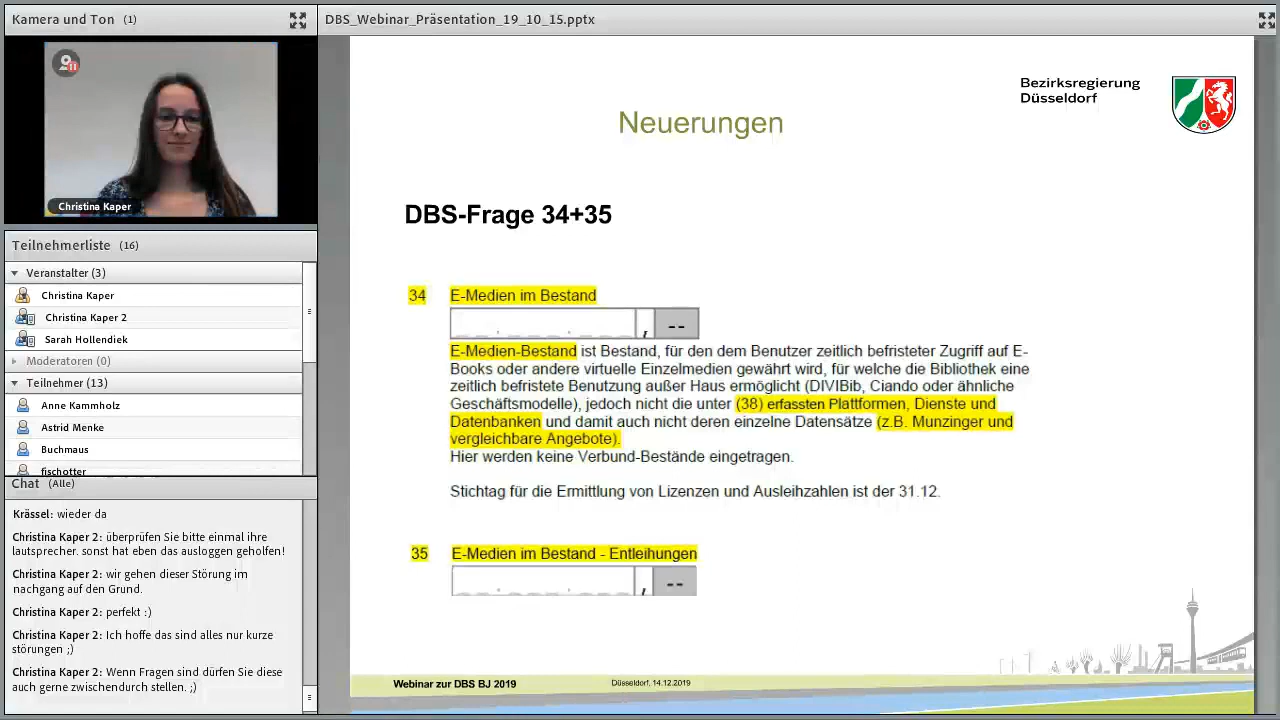 Kamera und Ton (1)
DBS_Webinar_Präsentation_19_10_15.pptx
Christina Kaper
Teilnehmerliste (16)
Veranstalter (3)
Christina Kaper
Christina Kaper 2
Sarah Hollendiek
Moderatoren (0)
Teilnehmer (13)
Anne Kammholz
Astrid Menke
Buchmaus
fischotter
Chat (Alle)
Krässel: wieder da
Christina Kaper 2: überprüfen Sie bitte einmal ihre
lautsprecher. sonst hat eben das ausloggen geholfen!
Christina Kaper 2: wir gehen dieser Störung im
nachgang auf den Grund.
Christina Kaper 2: perfekt :)
Christina Kaper 2: Ich hoffe das sind alles nur kurze
störungen ;)
Christina Kaper 2: Wenn Fragen sind dürfen Sie diese
auch gerne zwischendurch stellen. ;)
Bezirksregierung
Düsseldorf
Neuerungen
DBS-Frage 34+35
34 E-Medien im Bestand
, --
E-Medien-Bestand ist Bestand, für den dem Benutzer zeitlich befristeter Zugriff auf E-
Books oder andere virtuelle Einzelmedien gewährt wird, für welche die Bibliothek eine
zeitlich befristete Benutzung außer Haus ermöglicht (DIVIBib, Ciando oder ähnliche
Geschäftsmodelle), jedoch nicht die unter (38) erfassten Plattformen, Dienste und
Datenbanken und damit auch nicht deren einzelne Datensätze (z.B. Munzinger und
vergleichbare Angebote).
Hier werden keine Verbund-Bestände eingetragen.
Stichtag für die Ermittlung von Lizenzen und Ausleihzahlen ist der 31.12.
35 E-Medien im Bestand - Entleihungen
, --
Webinar zur DBS BJ 2019
Düsseldorf, 14.12.2019